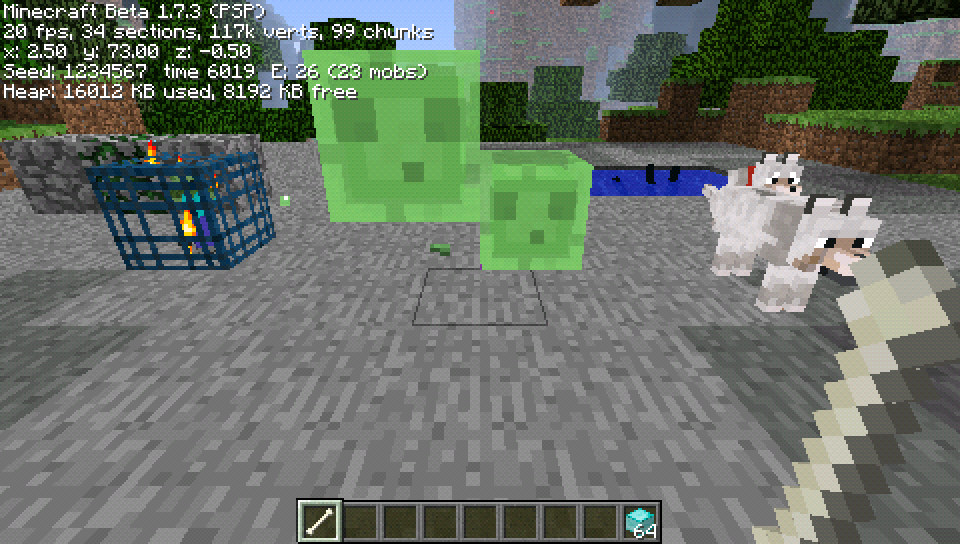 Minecraft Beta 1.7.3 (PSP)
20 fps, 34 sections, 117k verts, 99 chunks
x: 2.50 y: 73.00 z: -0.50
Seed: 1234567 time 6019 E: 26 (23 mobs)
Heap: 16012 KB used, 8192 KB free
64